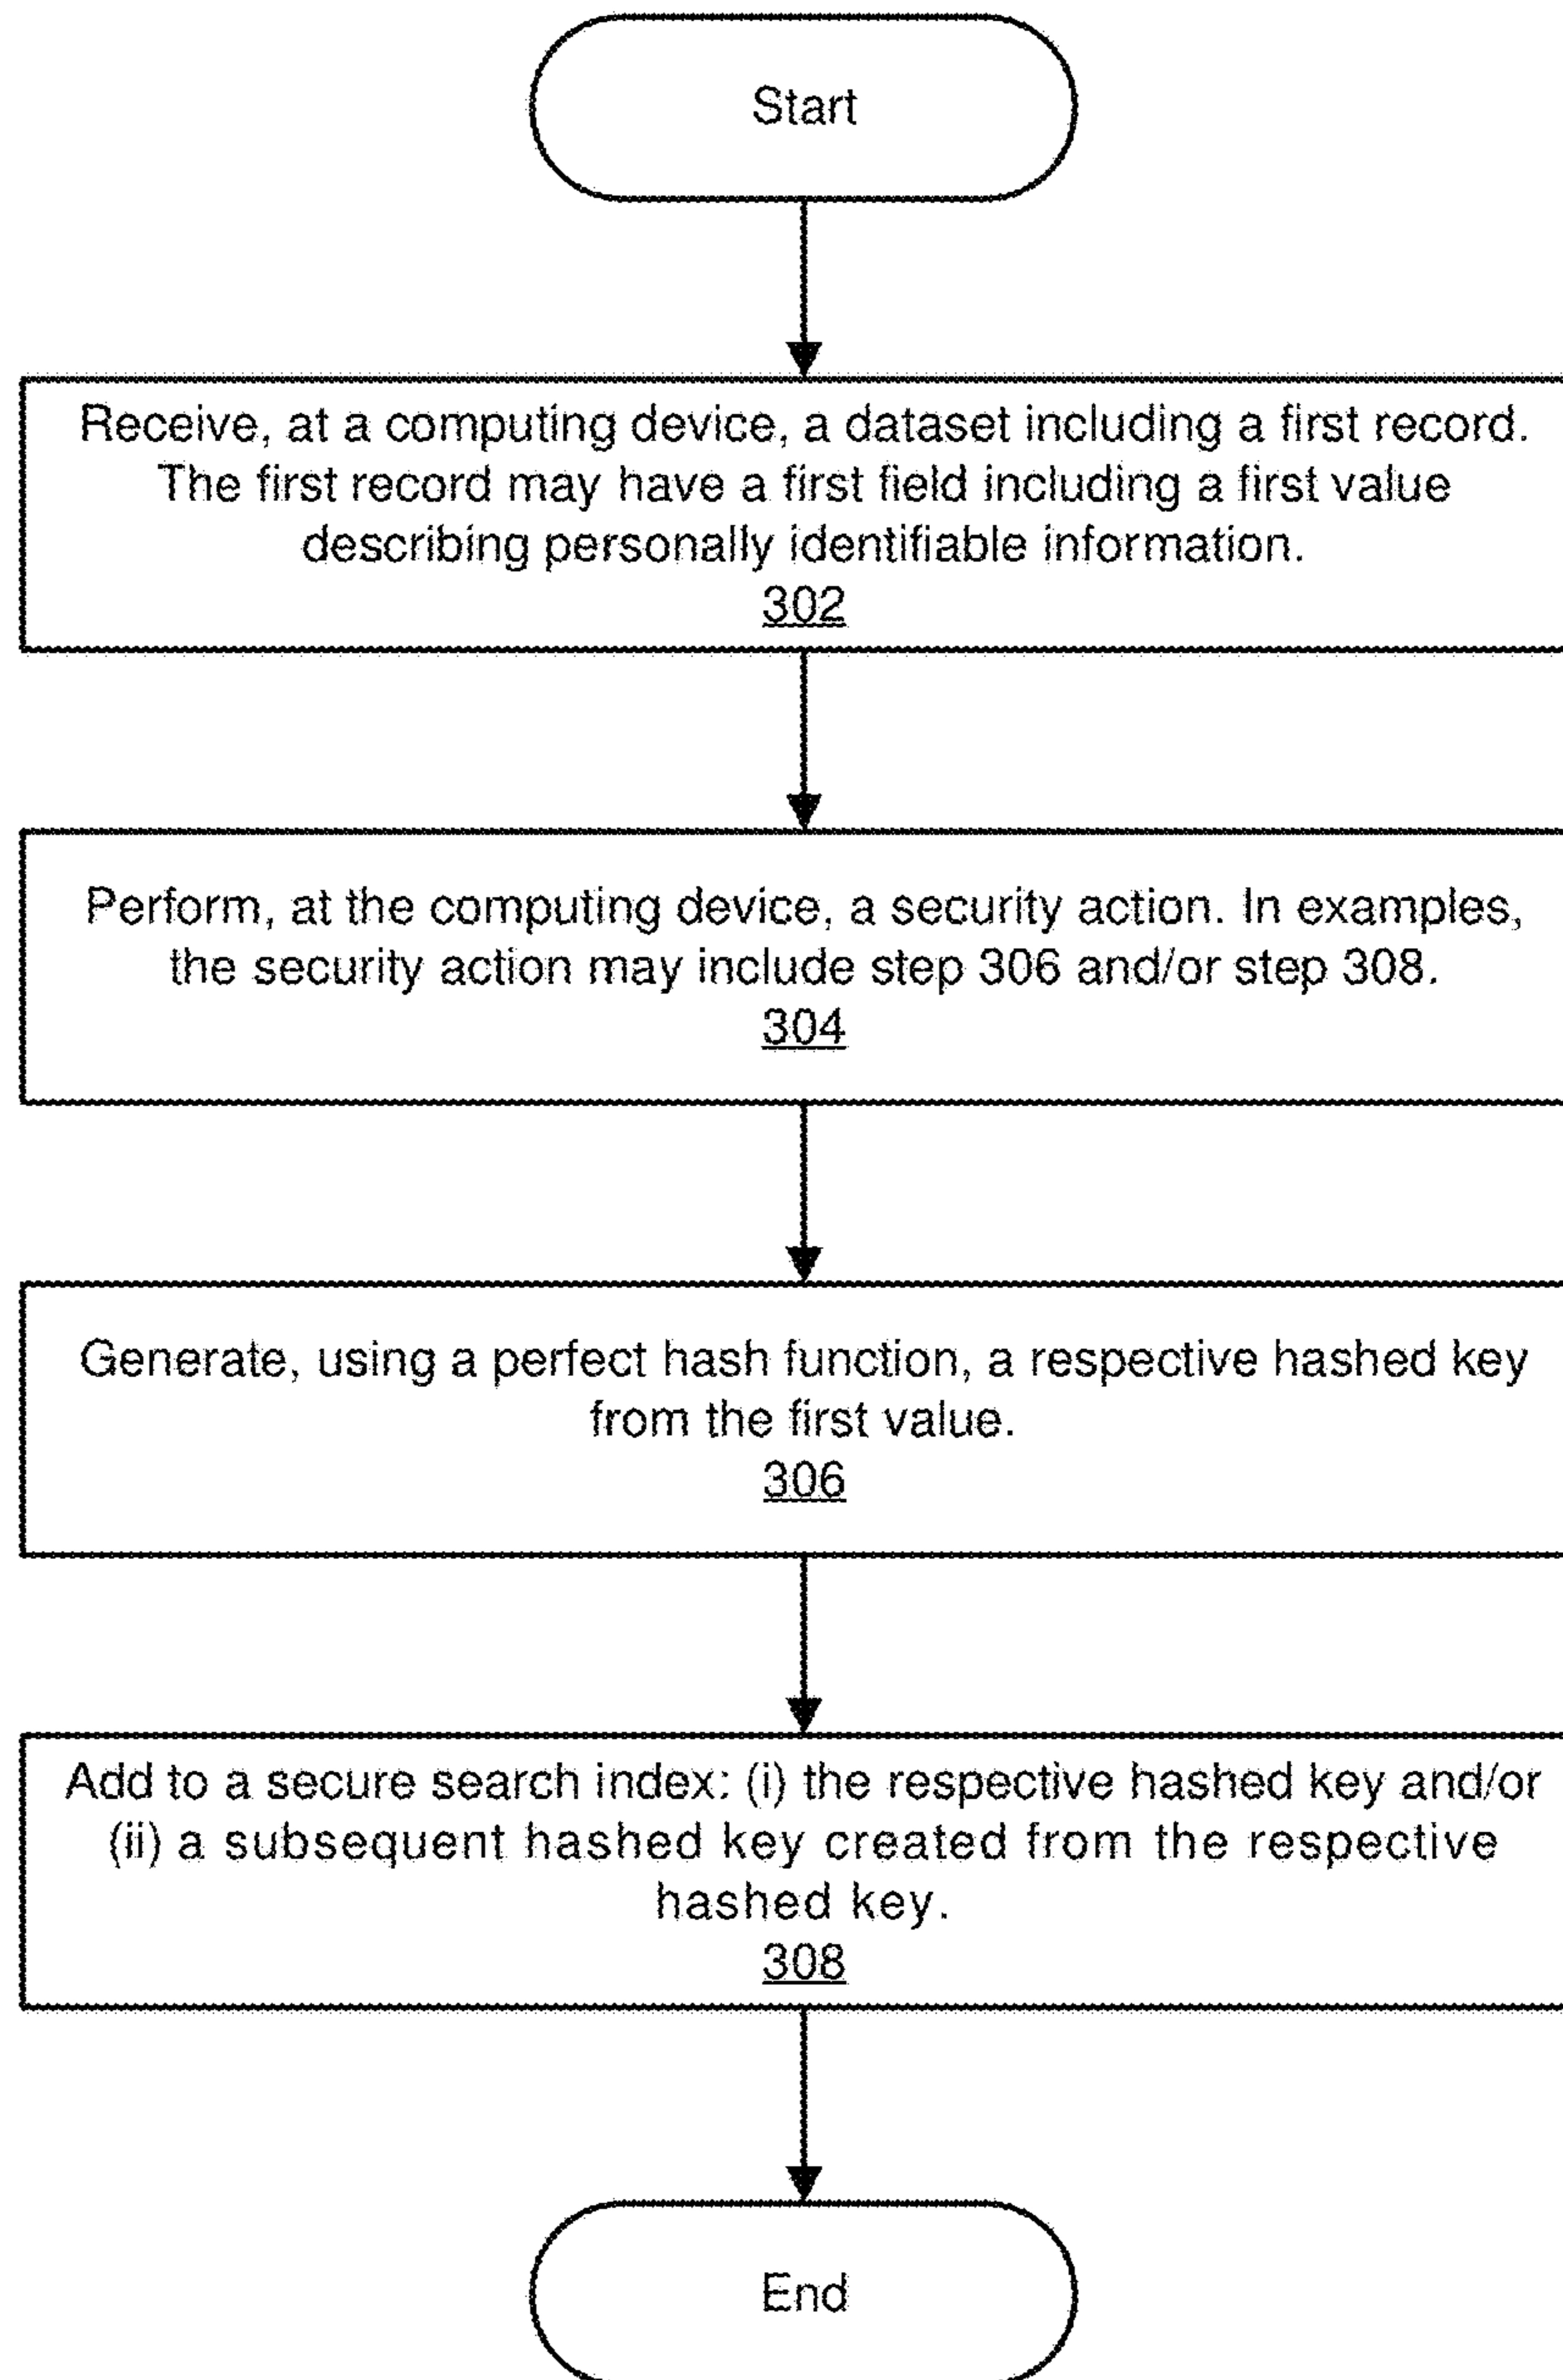 Start
Receive, at a computing device, a dataset including a first record.
The first record may have a first field including a first value
describing personally identifiable information.
302
Perform, at the computing device, a security action. In examples,
the security action may include step 306 and/or step 308.
304
Generate, using a perfect hash function, a respective hashed key
from the first value.
306
Add to a secure search index: (i) the respective hashed key and/or
(ii) a subsequent hashed key created from the respective
hashed key.
308
End